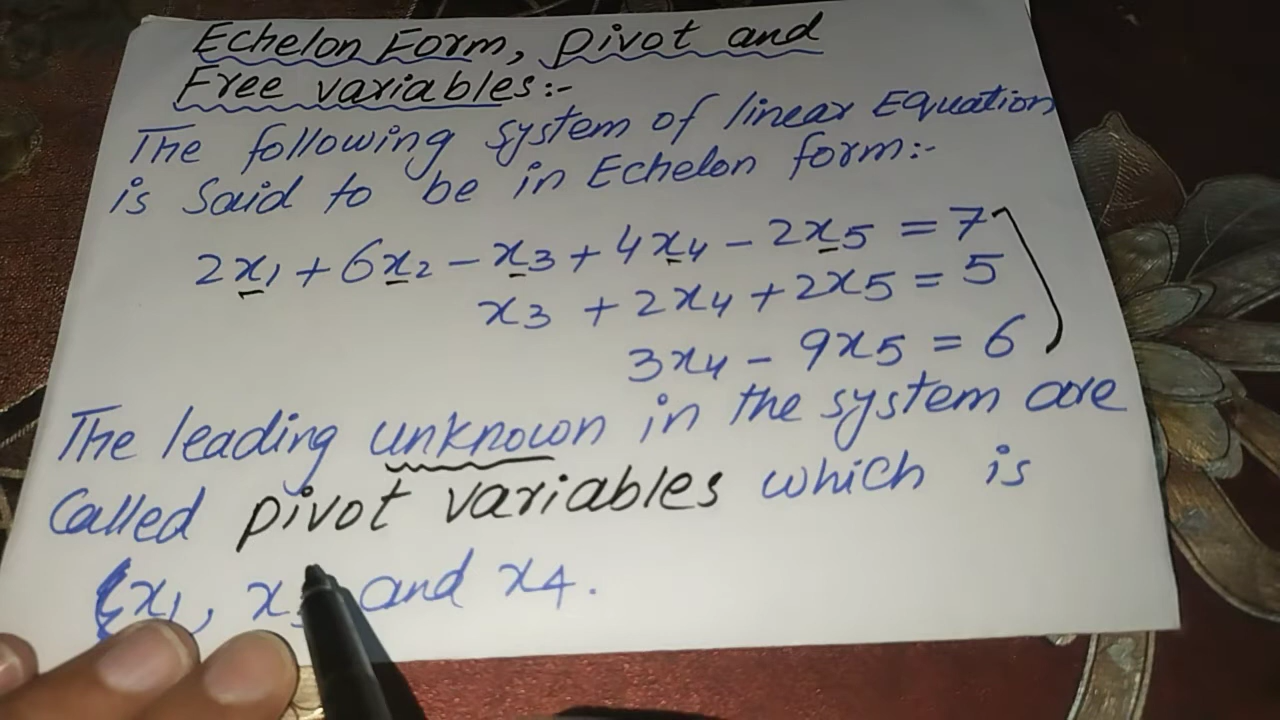 Echelon Form, Pivot and
Free variables:-
The following system of linear Equation
is Said to be in Echelon form:-
2x₁ + 6x₂ - x₃ + 4x₄ - 2x₅ = 7
x₃ + 2x₄ + 2x₅ = 5
3x₄ - 9x₅ = 6
The leading unknown in the system are
Called pivot variables which is
x₁, and x₄.